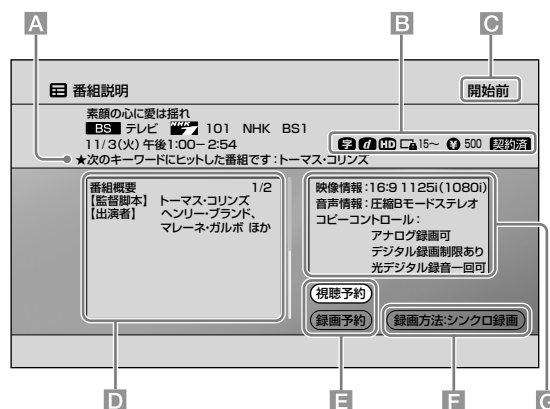 A
B
C
番組説明
開始前
素顔の心に愛は揺れ
BS テレビ NHK 101 NHK BS1
11/3(火) 午後1:00−2:54
字 d HD 15〜 ¥ 500 契約済
★次のキーワードにヒットした番組です:トーマス・コリンズ
番組概要 1/2
【監督脚本】 トーマス・コリンズ
【出演者】 ヘンリー・ブランド、
マレーネ・ガルボ ほか
映像情報:16:9 1125i(1080i)
音声情報:圧縮Bモードステレオ
コピーコントロール:
アナログ録画可
デジタル録画制限あり
光デジタル録音一回可
視聴予約
録画予約
録画方法:シンクロ録画
D
E
F
G